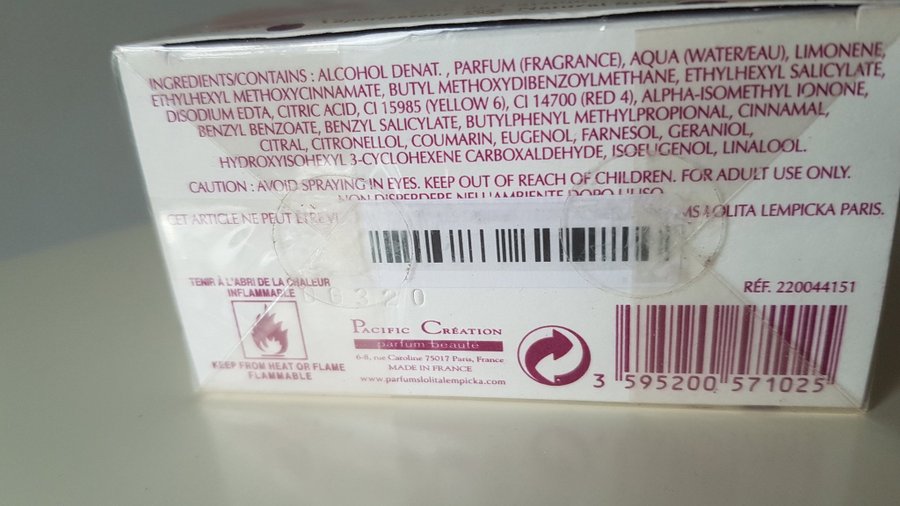 INGREDIENTS/CONTAINS : ALCOHOL DENAT. , PARFUM (FRAGRANCE), AQUA (WATER/EAU), LIMONENE,
ETHYLHEXYL METHOXYCINNAMATE, BUTYL METHOXYDIBENZOYLMETHANE, ETHYLHEXYL SALICYLATE,
DISODIUM EDTA, CITRIC ACID, CI 15985 (YELLOW 6), CI 14700 (RED 4), ALPHA-ISOMETHYL IONONE,
BENZYL BENZOATE, BENZYL SALICYLATE, BUTYLPHENYL METHYLPROPIONAL, CINNAMAL,
CITRAL, CITRONELLOL, COUMARIN, EUGENOL, FARNESOL, GERANIOL,
HYDROXYISOHEXYL 3-CYCLOHEXENE CARBOXALDEHYDE, ISOEUGENOL, LINALOOL.
CAUTION : AVOID SPRAYING IN EYES. KEEP OUT OF REACH OF CHILDREN. FOR ADULT USE ONLY.
NON DISPERDERE NELL'AMBIENTE DOPO L'USO
CET ARTICLE NE PEUT LOLITA LEMPICKA PARIS.
TENIR À L'ABRI DE LA CHALEUR
INFLAMMABLE
00320
RÉF. 220044151
PACIFIC CRÉATION
parfum beauté
6-8, rue Caroline 75017 Paris, France
MADE IN FRANCE
www.parfumslolitalempicka.com
KEEP FROM HEAT OR FLAME
FLAMMABLE
3 595200 571025